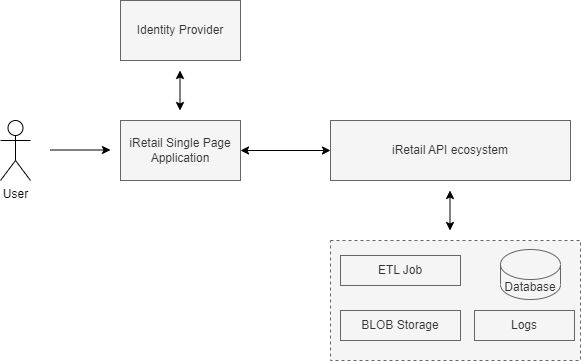 Identity Provider
iRetail Single Page
Application
iRetail API ecosystem
User
ETL Job
Database
BLOB Storage
Logs